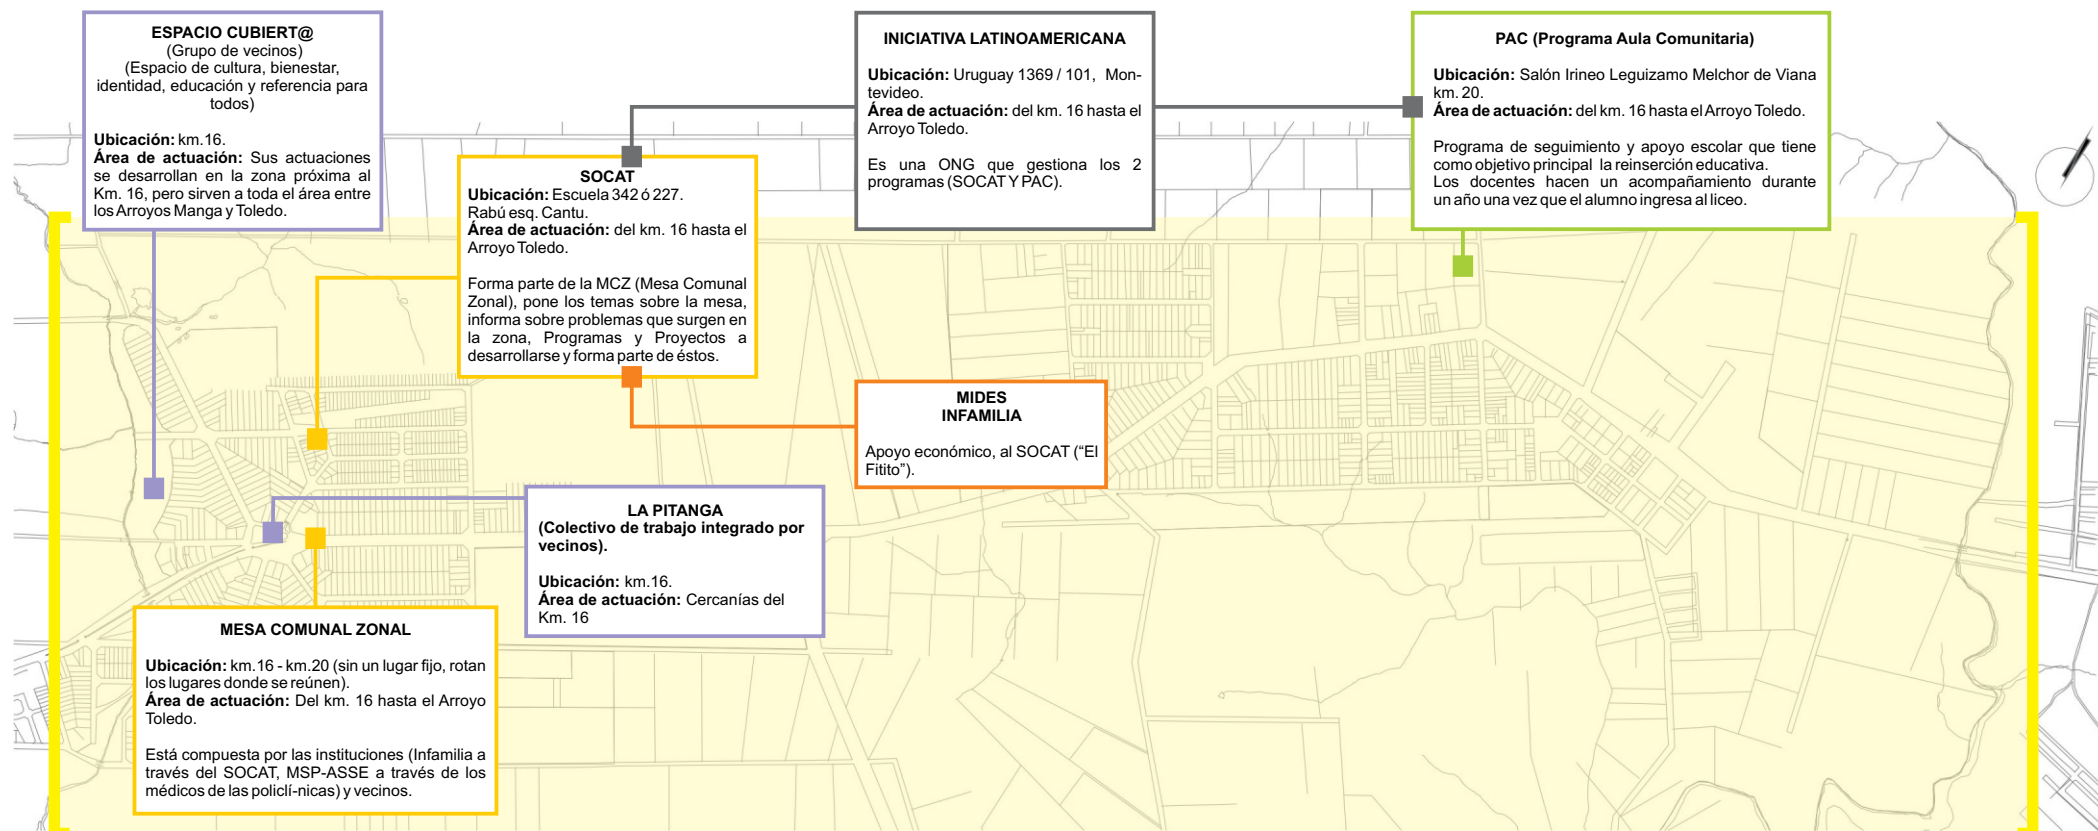 ESPACIO CUBIERT@
(Grupo de vecinos)
(Espacio de cultura, bienestar,
identidad, educación y referencia para
todos)
Ubicación: km.16.
Área de actuación: Sus actuaciones
se desarrollan en la zona próxima al
Km. 16, pero sirven a toda el área entre
los Arroyos Manga y Toledo.
SOCAT
Ubicación: Escuela 342 ó 227.
Rabú esq. Cantu.
Área de actuación: del km. 16 hasta el
Arroyo Toledo.
Forma parte de la MCZ (Mesa Comunal
Zonal), pone los temas sobre la mesa,
informa sobre problemas que surgen en
la zona, Programas y Proyectos a
desarrollarse y forma parte de éstos.
INICIATIVA LATINOAMERICANA
Ubicación: Uruguay 1369 / 101, Mon-
tevideo.
Área de actuación: del km. 16 hasta el
Arroyo Toledo.
Es una ONG que gestiona los 2
programas (SOCAT Y PAC).
PAC (Programa Aula Comunitaria)
Ubicación: Salón Irineo Leguizamo Melchor de Viana
km. 20.
Área de actuación: del km. 16 hasta el Arroyo Toledo.
Programa de seguimiento y apoyo escolar que tiene
como objetivo principal la reinserción educativa.
Los docentes hacen un acompañamiento durante
un año una vez que el alumno ingresa al liceo.
MIDES
INFAMILIA
Apoyo económico, al SOCAT (“El
Fitito”).
LA PITANGA
(Colectivo de trabajo integrado por
vecinos).
Ubicación: km.16.
Área de actuación: Cercanías del
Km. 16
MESA COMUNAL ZONAL
Ubicación: km.16 - km.20 (sin un lugar fijo, rotan
los lugares donde se reúnen).
Área de actuación: Del km. 16 hasta el Arroyo
Toledo.
Está compuesta por las instituciones (Infamilia a
través del SOCAT, MSP-ASSE a través de los
médicos de las policlí-nicas) y vecinos.